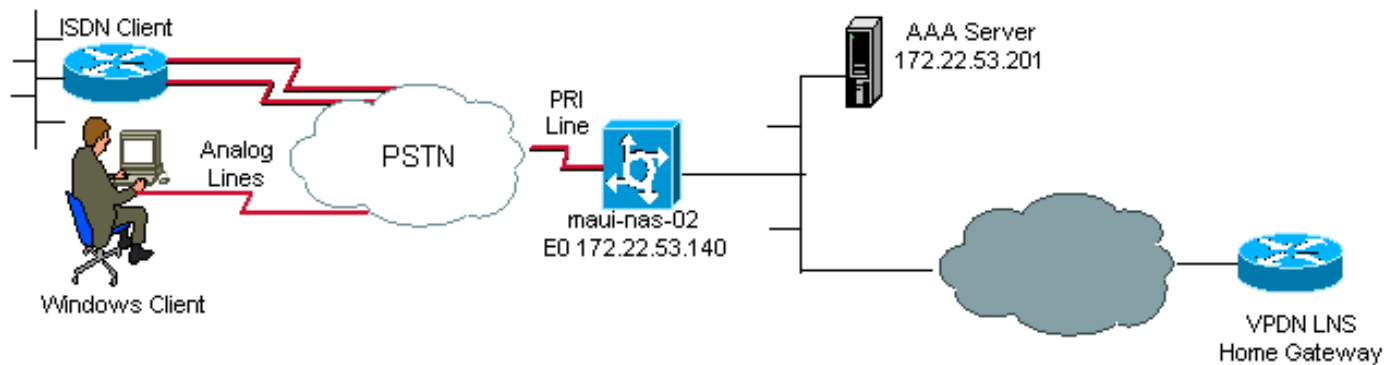 ISDN Client
AAA Server
172.22.53.201
PRI
Line
Analog
Lines
PSTN
maui-nas-02
E0 172.22.53.140
Windows Client
VPDN LNS
Home Gateway